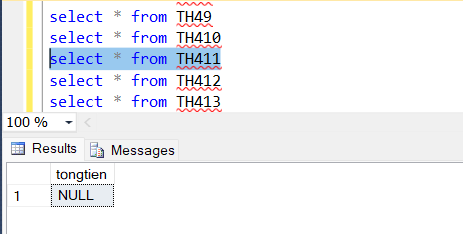 select * from TH49
select * from TH410
select * from TH411
select * from TH412
select * from TH413
100 %
Results Messages
tongtien
1 NULL